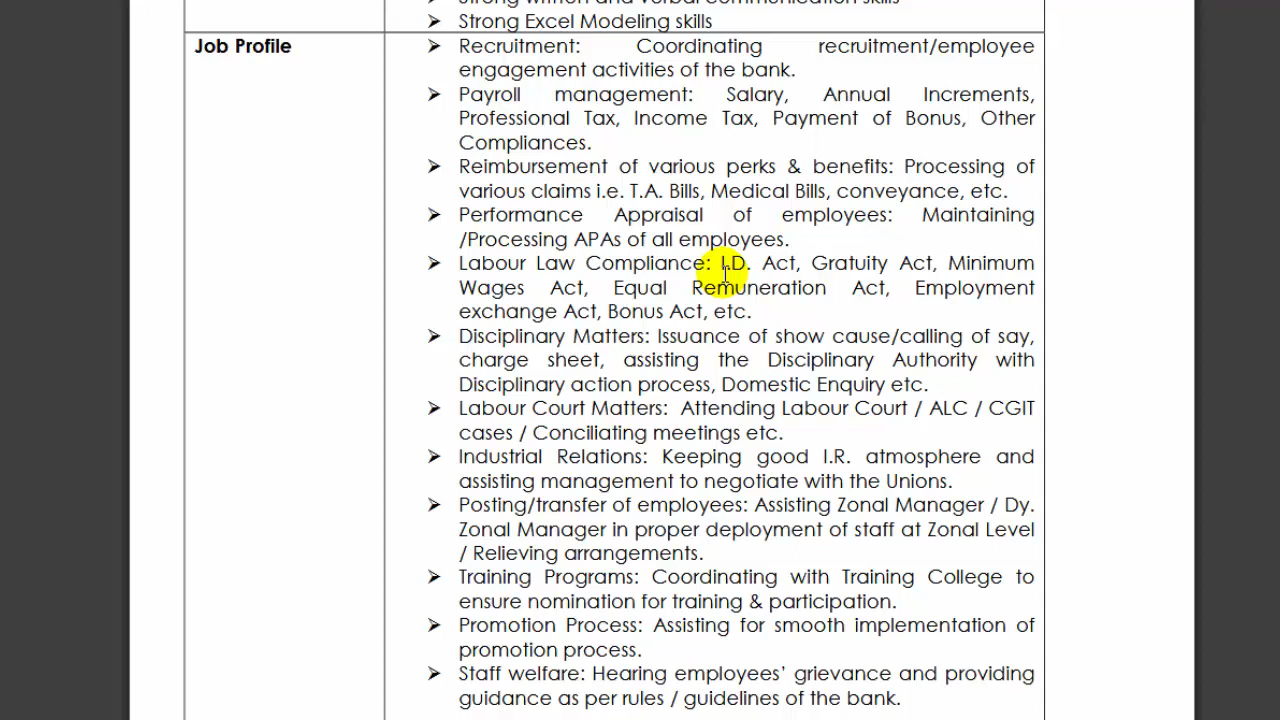 Strong written and verbal communication skills
Strong Excel Modeling skills
Job Profile
Recruitment: Coordinating recruitment/employee
engagement activities of the bank.
Payroll management: Salary, Annual Increments,
Professional Tax, Income Tax, Payment of Bonus, Other
Compliances.
Reimbursement of various perks & benefits: Processing of
various claims i.e. T.A. Bills, Medical Bills, conveyance, etc.
Performance Appraisal of employees: Maintaining
/Processing APAs of all employees.
Labour Law Compliance: I.D. Act, Gratuity Act, Minimum
Wages Act, Equal Remuneration Act, Employment
exchange Act, Bonus Act, etc.
Disciplinary Matters: Issuance of show cause/calling of say,
charge sheet, assisting the Disciplinary Authority with
Disciplinary action process, Domestic Enquiry etc.
Labour Court Matters: Attending Labour Court / ALC / CGIT
cases / Conciliating meetings etc.
Industrial Relations: Keeping good I.R. atmosphere and
assisting management to negotiate with the Unions.
Posting/transfer of employees: Assisting Zonal Manager / Dy.
Zonal Manager in proper deployment of staff at Zonal Level
/ Relieving arrangements.
Training Programs: Coordinating with Training College to
ensure nomination for training & participation.
Promotion Process: Assisting for smooth implementation of
promotion process.
Staff welfare: Hearing employees’ grievance and providing
guidance as per rules / guidelines of the bank.